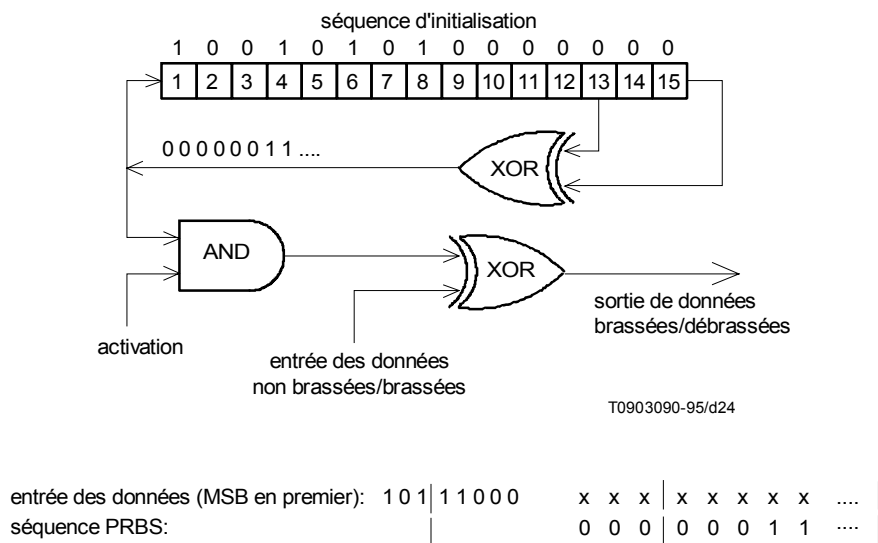 séquence d'initialisation
1 0 0 1 0 1 0 1 0 0 0 0 0 0 0
1 2 3 4 5 6 7 8 9 10 11 12 13 14 15
0 0 0 0 0 0 1 1 ....
XOR
AND
XOR
sortie de données
brassées/débrassées
activation
entrée des données
non brassées/brassées
T0903090-95/d24
entrée des données (MSB en premier): 1 0 1 | 1 1 0 0 0 x x x | x x x x x ....
séquence PRBS: | 0 0 0 | 0 0 0 1 1 ....